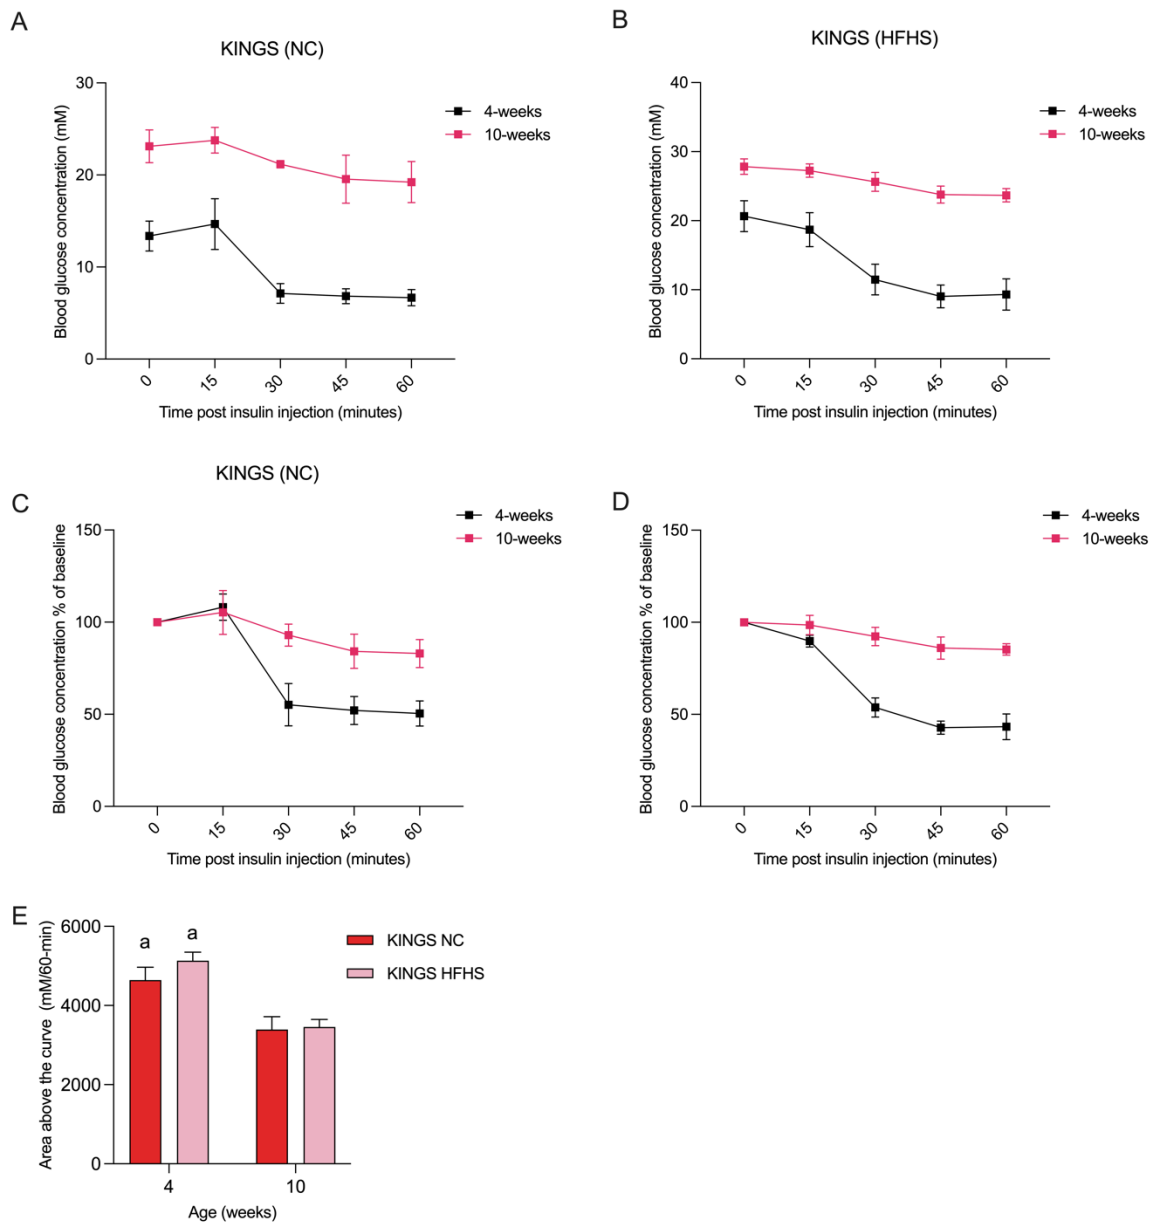 A
KINGS (NC)
Blood glucose concentration (mM)
30
20
10
0
0
15
30
45
60
Time post insulin injection (minutes)
4-weeks
10-weeks
B
KINGS (HFHS)
Blood glucose concentration (mM)
40
30
20
10
0
0
15
30
45
60
Time post insulin injection (minutes)
4-weeks
10-weeks
KINGS (NC)
C
Blood glucose concentration % of baseline
150
100
50
0
0
15
30
45
60
Time post insulin injection (minutes)
4-weeks
10-weeks
D
Blood glucose concentration % of baseline
150
100
50
0
0
15
30
45
60
Time post insulin injection (minutes)
4-weeks
10-weeks
E
Area above the curve (mM/60-min)
6000
4000
2000
0
a
a
4
10
Age (weeks)
KINGS NC
KINGS HFHS